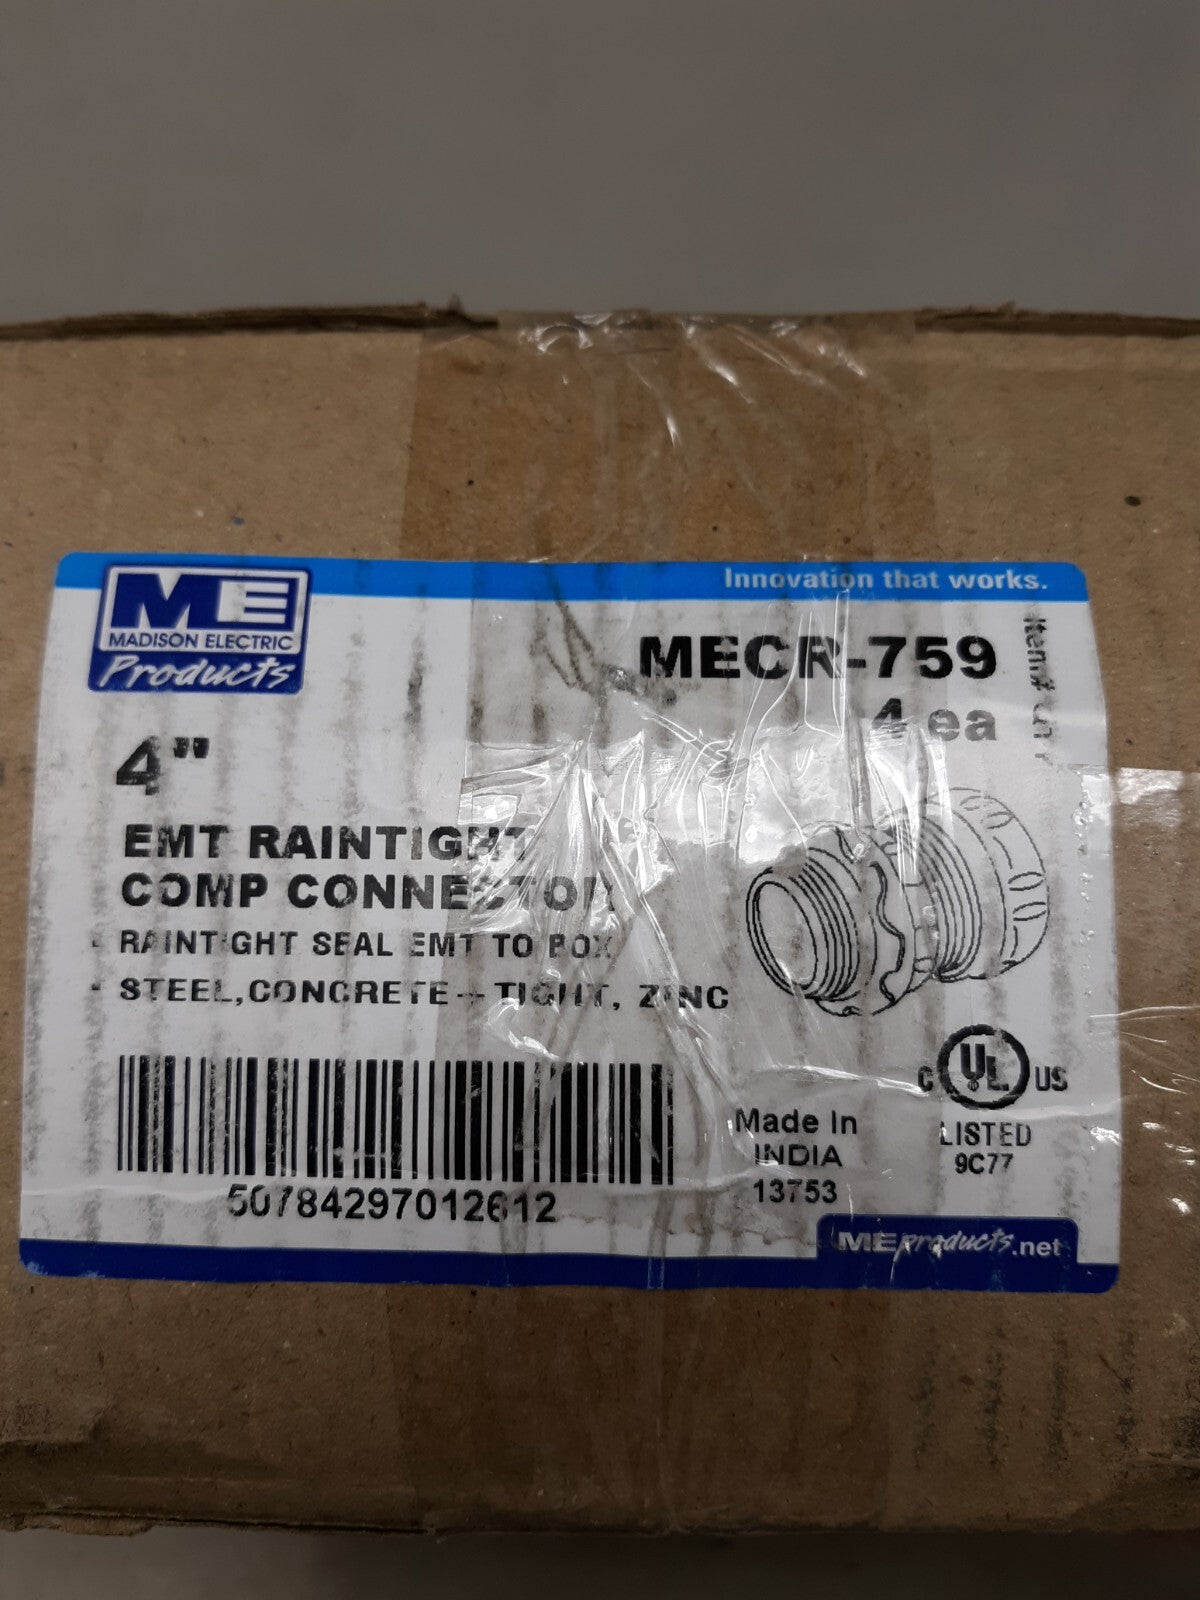 Innovation that works.
ME
MADISON ELECTRIC
Products
MECR-759
4 ea
Item#
4"
EMT RAINTIGHT
COMP CONNECTOR
• RAINTIGHT SEAL EMT TO BOX
• STEEL,CONCRETE-TIGHT, ZINC
50784297012612
Made In
INDIA
13753
C UL US
LISTED
9C77
MEproducts.net